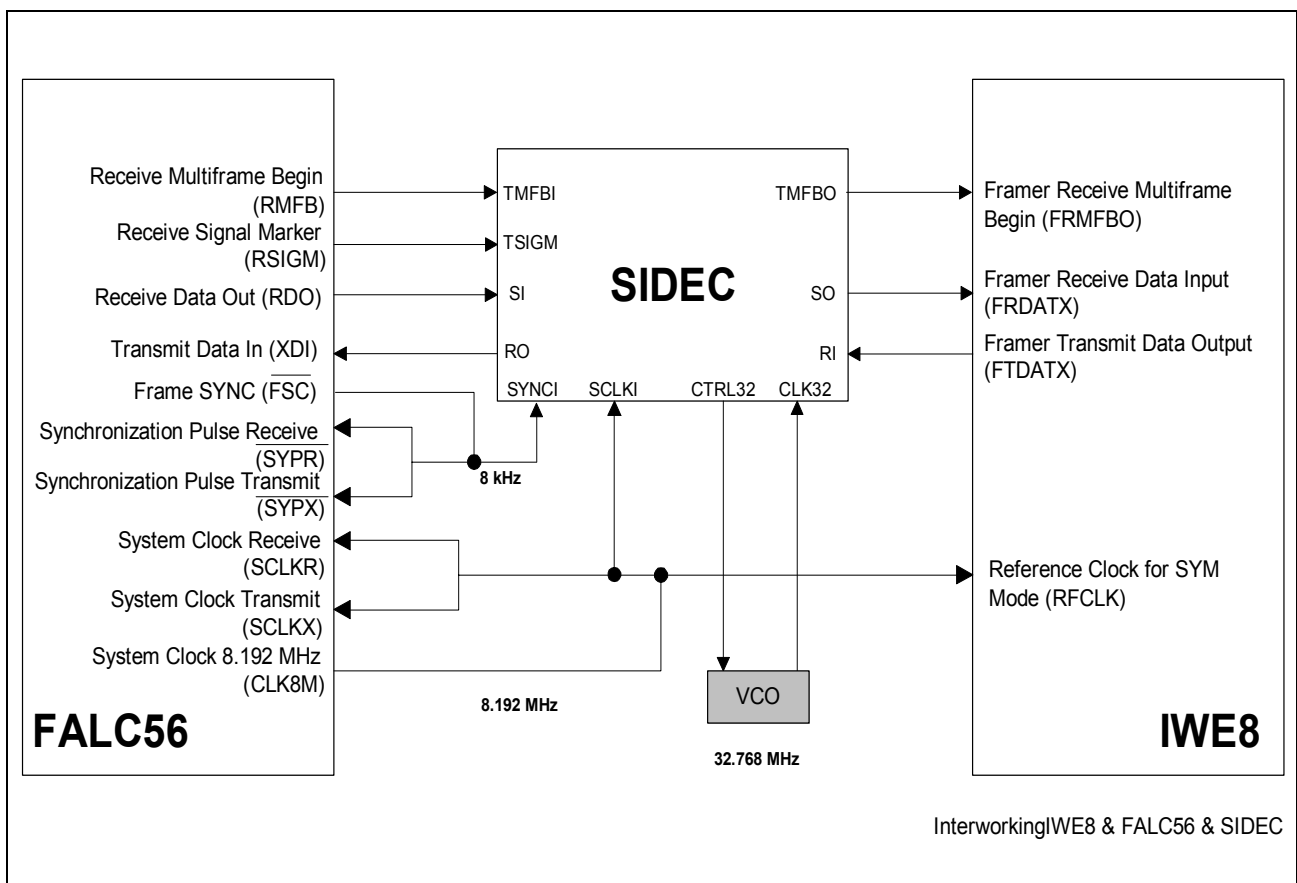 Receive Multiframe Begin
(RMFB)
Receive Signal Marker
(RSIGM)
Receive Data Out (RDO)
Transmit Data In (XDI)
Frame SYNC (FSC)
Synchronization Pulse Receive
(SYPR)
Synchronization Pulse Transmit
(SYPX)
System Clock Receive
(SCLKR)
System Clock Transmit
(SCLKX)
System Clock 8.192 MHz
(CLK8M)
FALC56
TMFBI
TSIGM
SI
RO
SIDEC
TMFBO
SO
RI
SYNCI
SCLKI
CTRL32
CLK32
8 kHz
8.192 MHz
VCO
32.768 MHz
Framer Receive Multiframe
Begin (FRMFBO)
Framer Receive Data Input
(FRDATX)
Framer Transmit Data Output
(FTDATX)
Reference Clock for SYM
Mode (RFCLK)
IWE8
InterworkingIWE8 & FALC56 & SIDEC